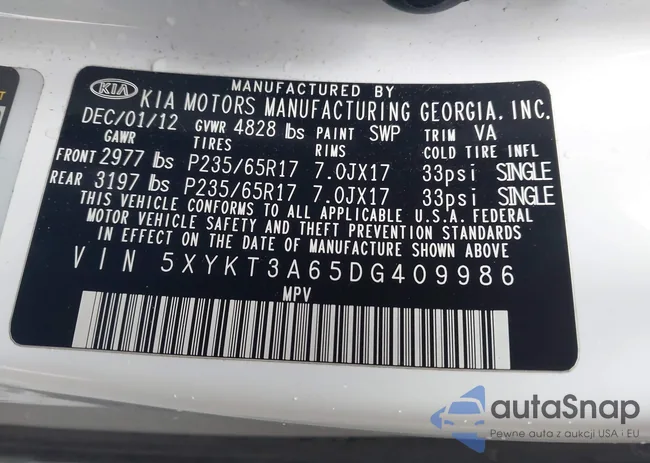 MANUFACTURED BY
KIA KIA MOTORS MANUFACTURING GEORGIA, INC.
DEC/01/12 GVWR 4828 lbs PAINT SWP TRIM VA
GAWR TIRES RIMS COLD TIRE INFL
FRONT 2977 lbs P235/65R17 7.0JX17 33psi SINGLE
REAR 3197 lbs P235/65R17 7.0JX17 33psi SINGLE
THIS VEHICLE CONFORMS TO ALL APPLICABLE U.S.A. FEDERAL
MOTOR VEHICLE SAFETY AND THEFT PREVENTION STANDARDS
IN EFFECT ON THE DATE OF MANUFACTURE SHOWN ABOVE
VIN 5XYKT3A65DG409986
MPV
autaSnap
Pewne auta z aukcji USA i EU